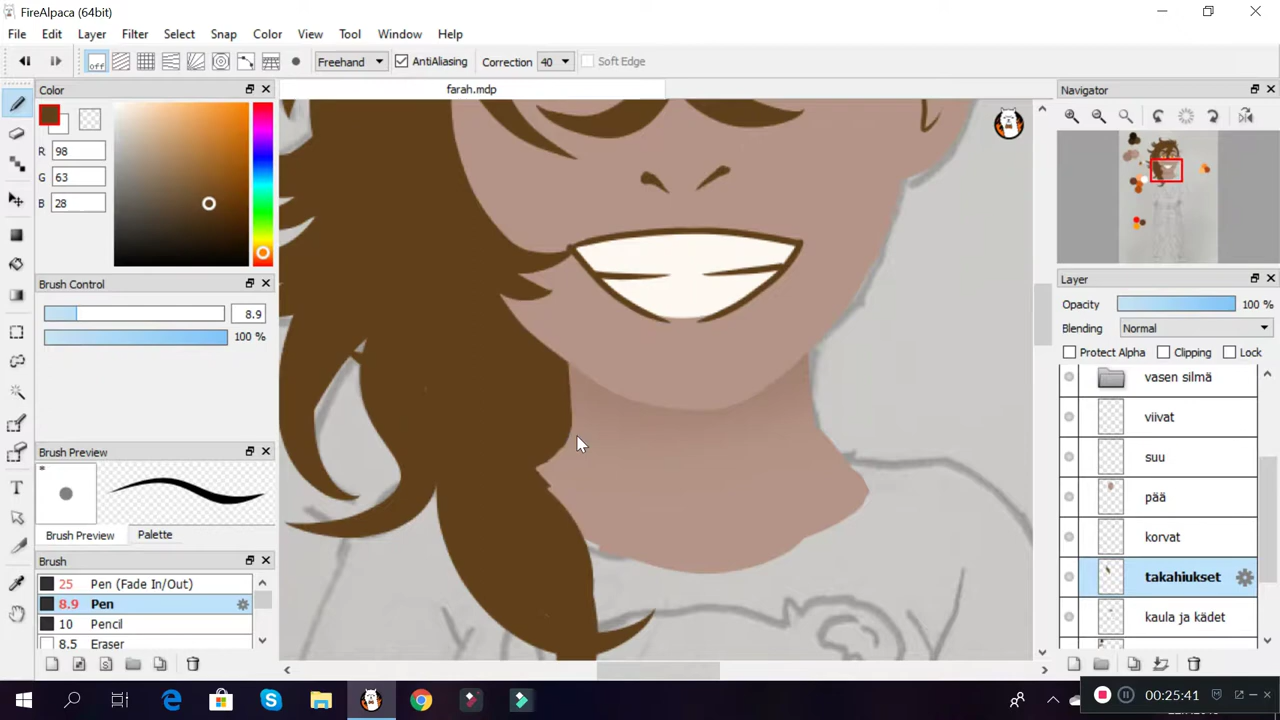 FireAlpaca (64bit)
File Edit Layer Filter Select Snap Color View Tool Window Help
off Freehand AntiAliasing Correction 40 Soft Edge
Color farah.mdp Navigator
R 98
G 63
B 28
Brush Control
8.9
100 %
Layer
Opacity 100 %
Blending Normal
Protect Alpha Clipping Lock
vasen silmä
viivat
suu
pää
korvat
takahiukset
kaula ja kädet
Brush Preview
Brush Preview Palette
Brush
25 Pen (Fade In/Out)
8.9 Pen
10 Pencil
8.5 Eraser
00:25:41